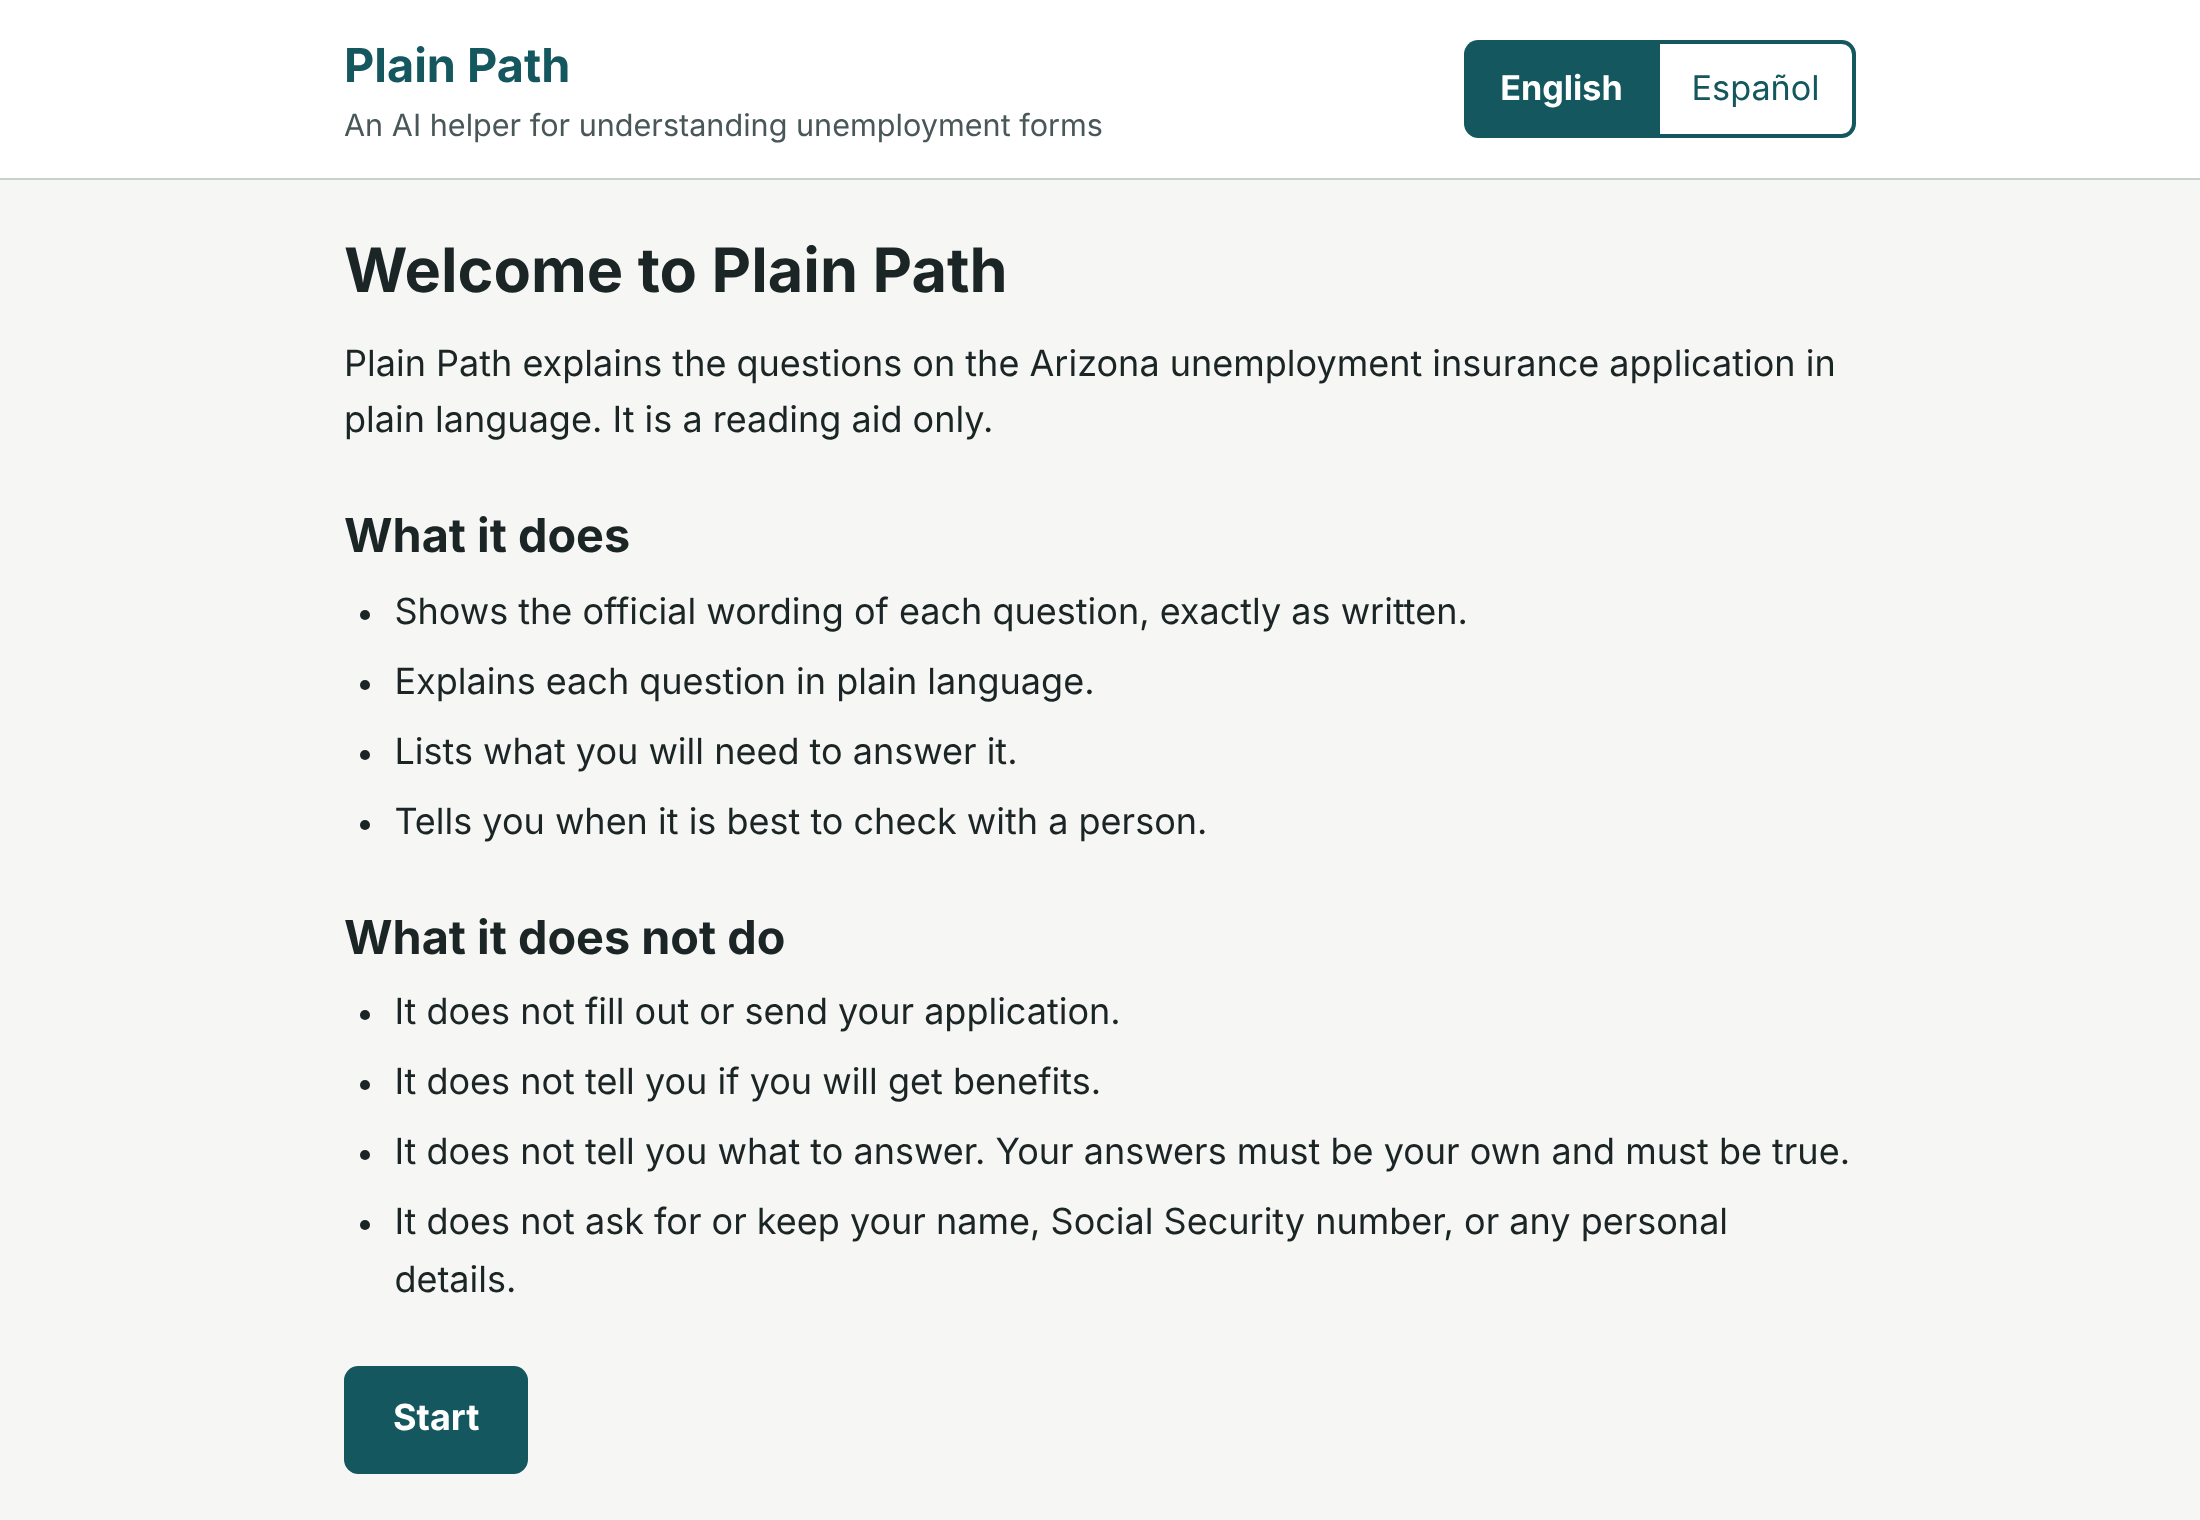 Plain Path
An AI helper for understanding unemployment forms
English
Español
Welcome to Plain Path
Plain Path explains the questions on the Arizona unemployment insurance application in
plain language. It is a reading aid only.
What it does
• Shows the official wording of each question, exactly as written.
• Explains each question in plain language.
• Lists what you will need to answer it.
• Tells you when it is best to check with a person.
What it does not do
• It does not fill out or send your application.
• It does not tell you if you will get benefits.
• It does not tell you what to answer. Your answers must be your own and must be true.
• It does not ask for or keep your name, Social Security number, or any personal
details.
Start